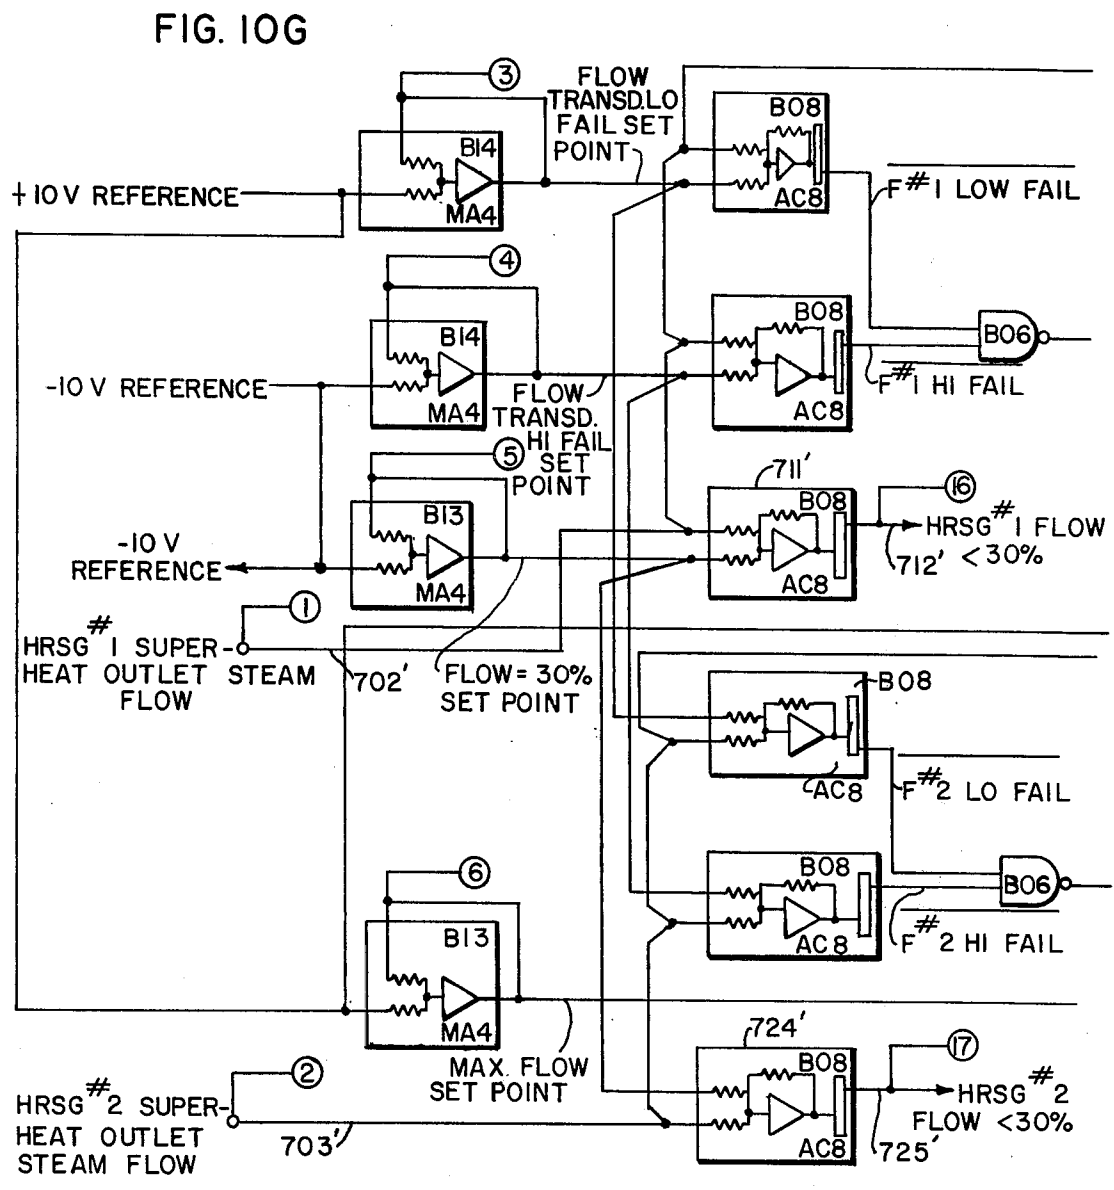 FIG. 10G
3
FLOW
TRANSD. LO
FAIL SET
POINT
B14
MA4
+10 V REFERENCE
B08
AC8
F#1 LOW FAIL
4
B14
MA4
-10 V REFERENCE
FLOW
TRANSD.
HI FAIL
SET
POINT
B08
AC8
B06
F#1 HI FAIL
5
B13
MA4
-10 V
REFERENCE
711'
B08
AC8
16
HRSG #1 FLOW
<30%
712'
1
HRSG #1 SUPER-
HEAT OUTLET STEAM
FLOW
702'
FLOW=30%
SET POINT
B08
AC8
F#2 LO FAIL
B08
AC8
B06
F#2 HI FAIL
6
B13
MA4
MAX. FLOW
SET POINT
2
HRSG #2 SUPER-
HEAT OUTLET
STEAM FLOW
703'
724'
B08
AC8
17
HRSG #2
FLOW <30%
725'